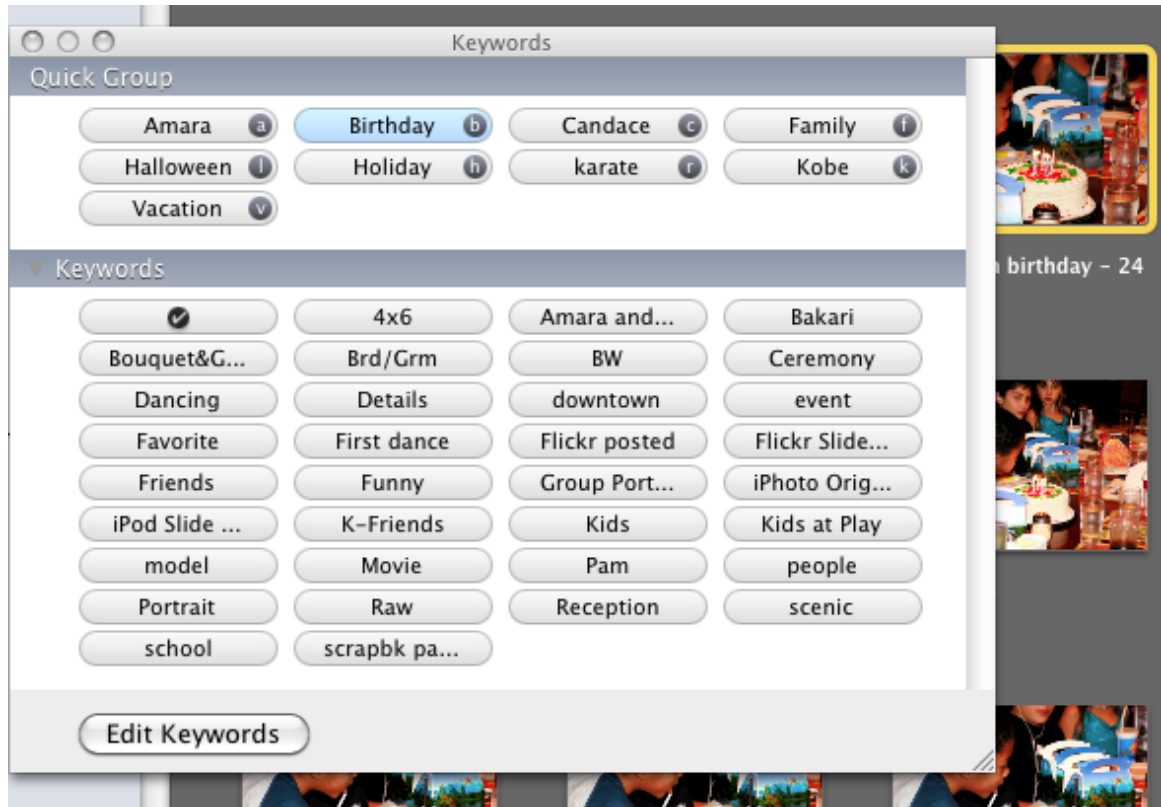 Keywords
Quick Group
Amara a Birthday b Candace c Family f
Halloween l Holiday h karate r Kobe k
Vacation v
Keywords
birthday – 24
4x6 Amara and... Bakari
Bouquet&G... Brd/Grm BW Ceremony
Dancing Details downtown event
Favorite First dance Flickr posted Flickr Slide...
Friends Funny Group Port... iPhoto Orig...
iPod Slide ... K-Friends Kids Kids at Play
model Movie Pam people
Portrait Raw Reception scenic
school scrapbk pa...
Edit Keywords